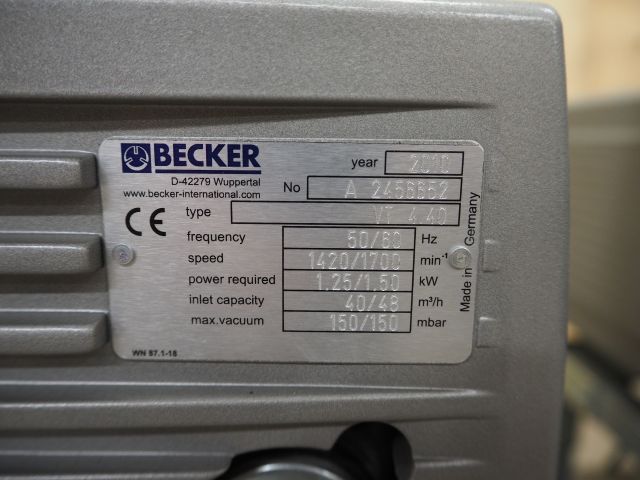 BECKER
year 2010
D-42279 Wuppertal
www.becker-international.com
No A 2456652
CE
type VT 4.40
frequency 50/60 Hz
speed 1420/1700 min⁻¹
power required 1.25/1.50 kW
inlet capacity 40/48 m³/h
max.vacuum 150/150 mbar
Made in Germany
WN 87.1-18